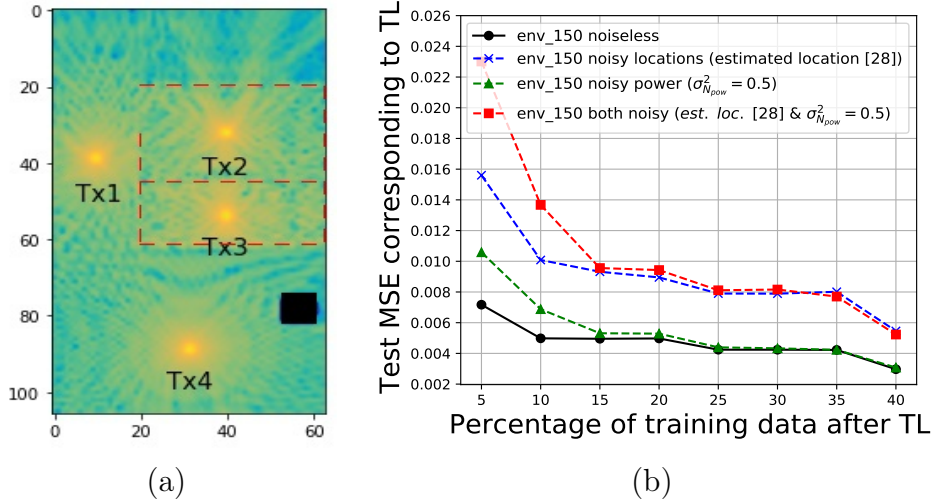 0
20
40
60
80
100
0
20
40
60
Tx1
Tx2
Tx3
Tx4
(a)
Test MSE corresponding to TL
0.026
0.024
0.022
0.020
0.018
0.016
0.014
0.012
0.010
0.008
0.006
0.004
0.002
env_150 noiseless
env_150 noisy locations (estimated location [28])
env_150 noisy power (σ²_{N_{pow}} = 0.5)
env_150 both noisy (est. loc. [28] & σ²_{Ñ_{pow}} = 0.5)
5 10 15 20 25 30 35 40
Percentage of training data after TL
(b)